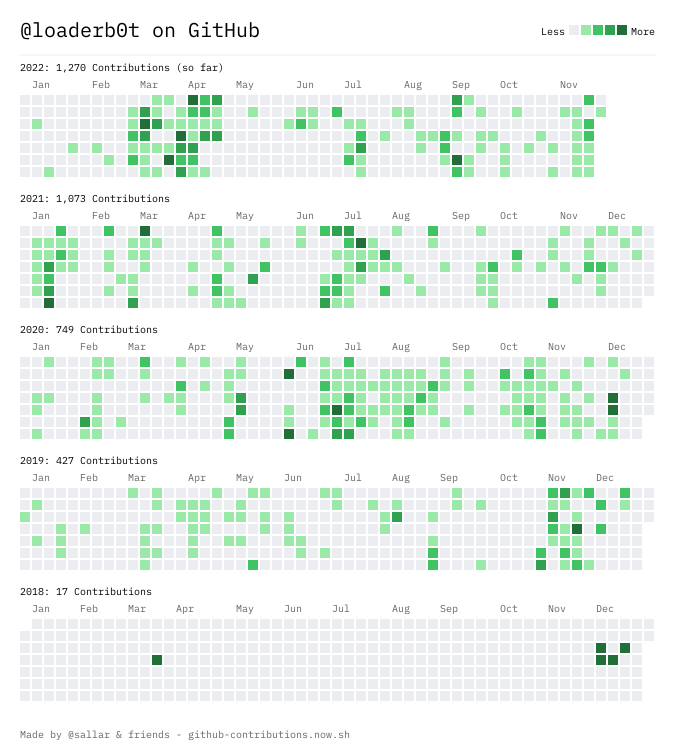 @loaderb0t on GitHub
Less More
2022: 1,270 Contributions (so far)
Jan Feb Mar Apr May Jun Jul Aug Sep Oct Nov
2021: 1,073 Contributions
Jan Feb Mar Apr May Jun Jul Aug Sep Oct Nov Dec
2020: 749 Contributions
Jan Feb Mar Apr May Jun Jul Aug Sep Oct Nov Dec
2019: 427 Contributions
Jan Feb Mar Apr May Jun Jul Aug Sep Oct Nov Dec
2018: 17 Contributions
Jan Feb Mar Apr May Jun Jul Aug Sep Oct Nov Dec
Made by @sallar & friends - github-contributions.now.sh